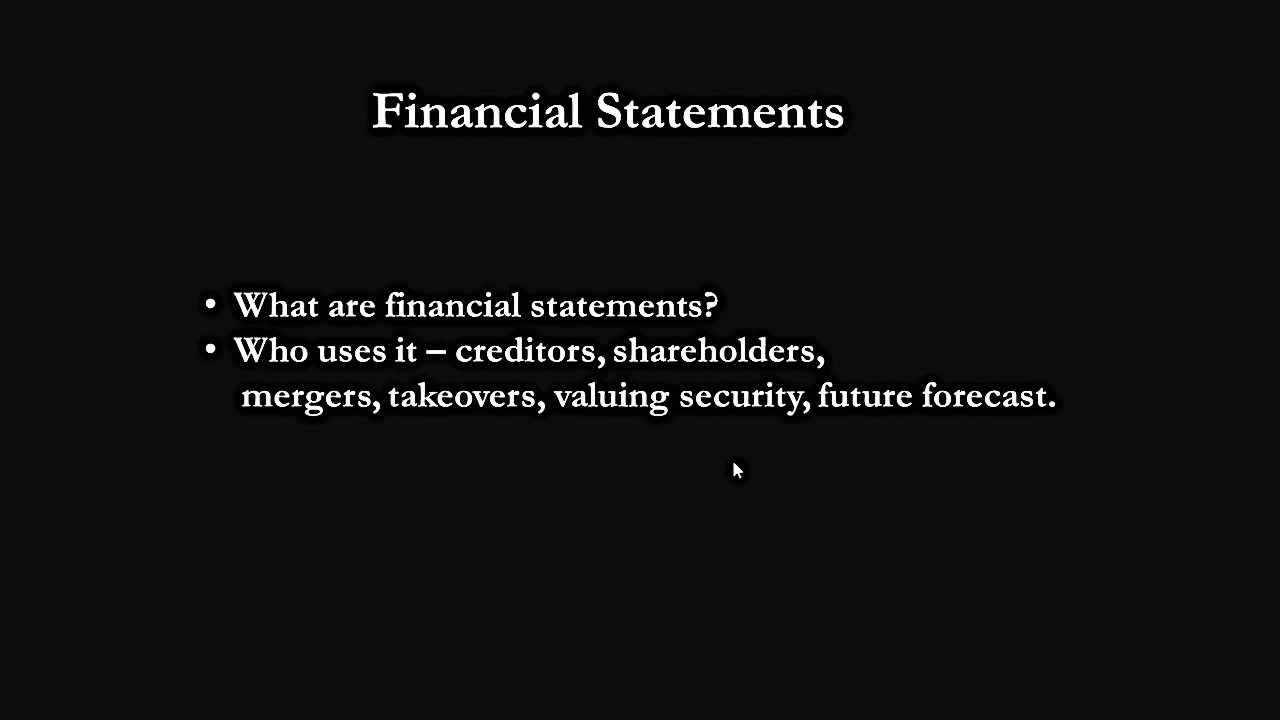 Financial Statements
• What are financial statements?
• Who uses it – creditors, shareholders,
mergers, takeovers, valuing security, future forecast.